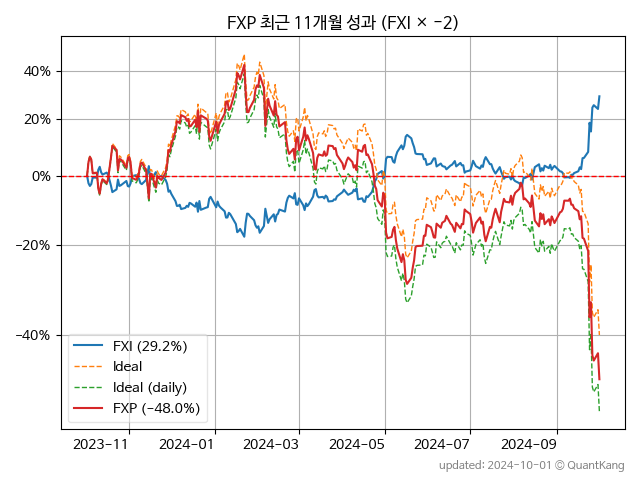 FXP 최근 11개월 성과 (FXI × −2)
40%
20%
0%
−20%
−40%
FXI (29.2%)
Ideal
Ideal (daily)
FXP (−48.0%)
2023-11 2024-01 2024-03 2024-05 2024-07 2024-09
updated: 2024-10-01 © QuantKang